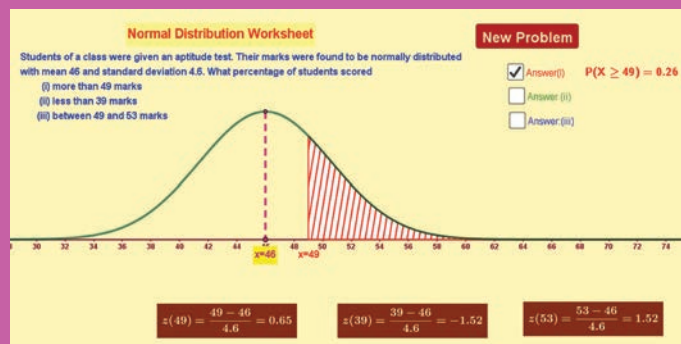 Normal Distribution Worksheet
New Problem
Students of a class were given an aptitude test. Their marks were found to be normally distributed
with mean 46 and standard deviation 4.6. What percentage of students scored
(i) more than 49 marks
(ii) less than 39 marks
(iii) between 49 and 53 marks
Answer(i) P(X ≥ 49) = 0.26
Answer (ii)
Answer (iii)
30 32 34 36 38 40 42 44 48 50 52 54 56 58 60 62 64 66 68 70 72 74
x=46 x=49
z(49) = (49 − 46)/4.6 = 0.65 z(39) = (39 − 46)/4.6 = −1.52 z(53) = (53 − 46)/4.6 = 1.52